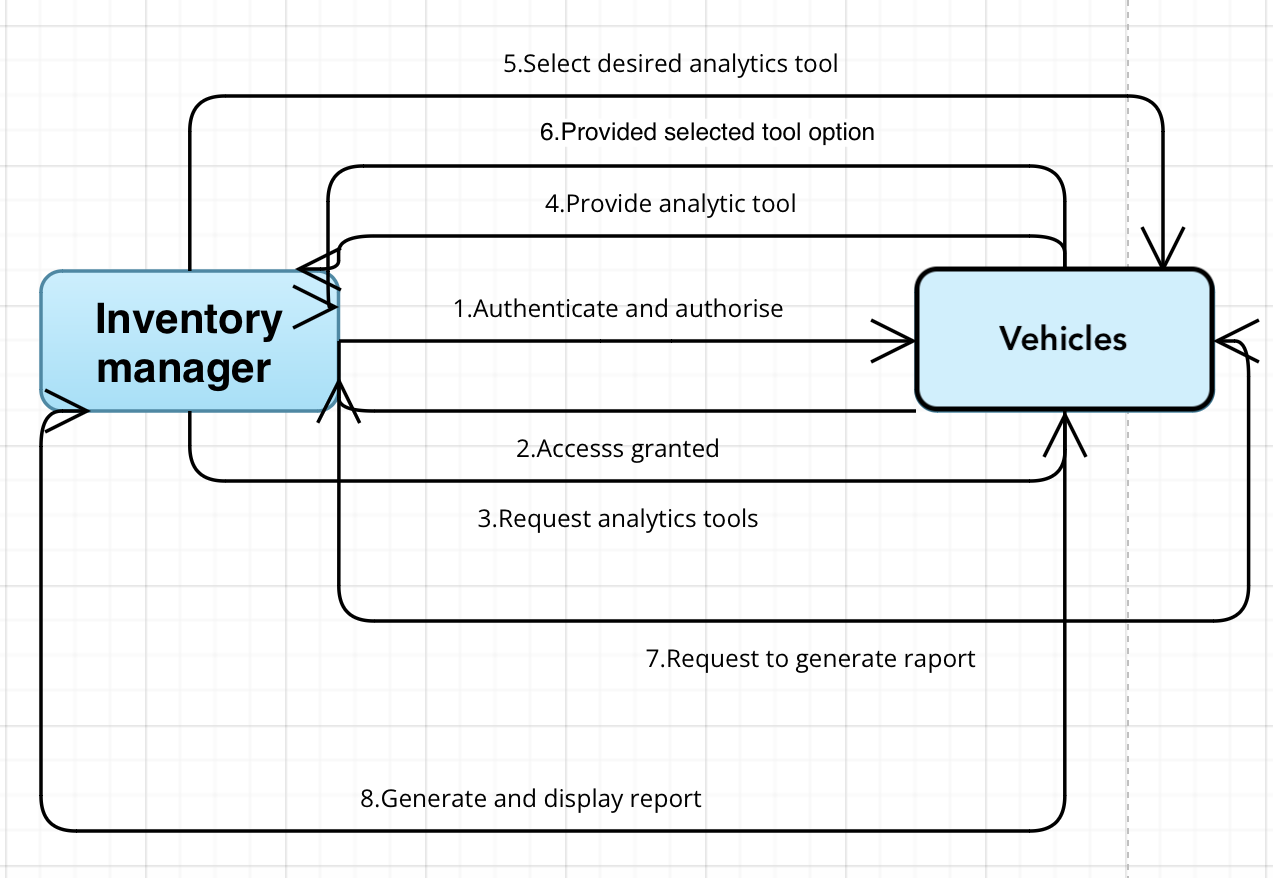 5.Select desired analytics tool
6.Provided selected tool option
4.Provide analytic tool
1.Authenticate and authorise
Inventory
manager
Vehicles
2.Accesss granted
3.Request analytics tools
7.Request to generate raport
8.Generate and display report